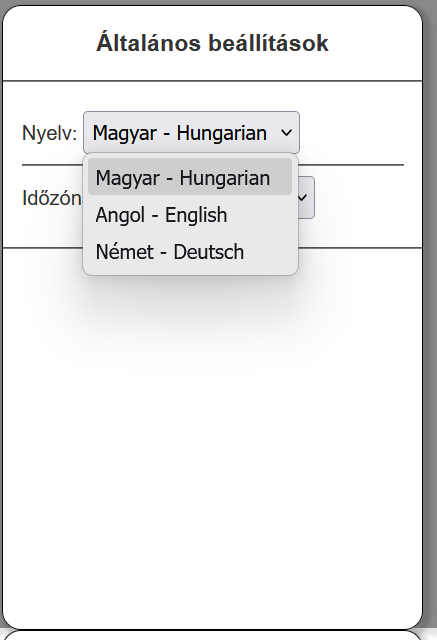 Általános beállítások
Nyelv: Magyar - Hungarian
Magyar - Hungarian
Angol - English
Német - Deutsch